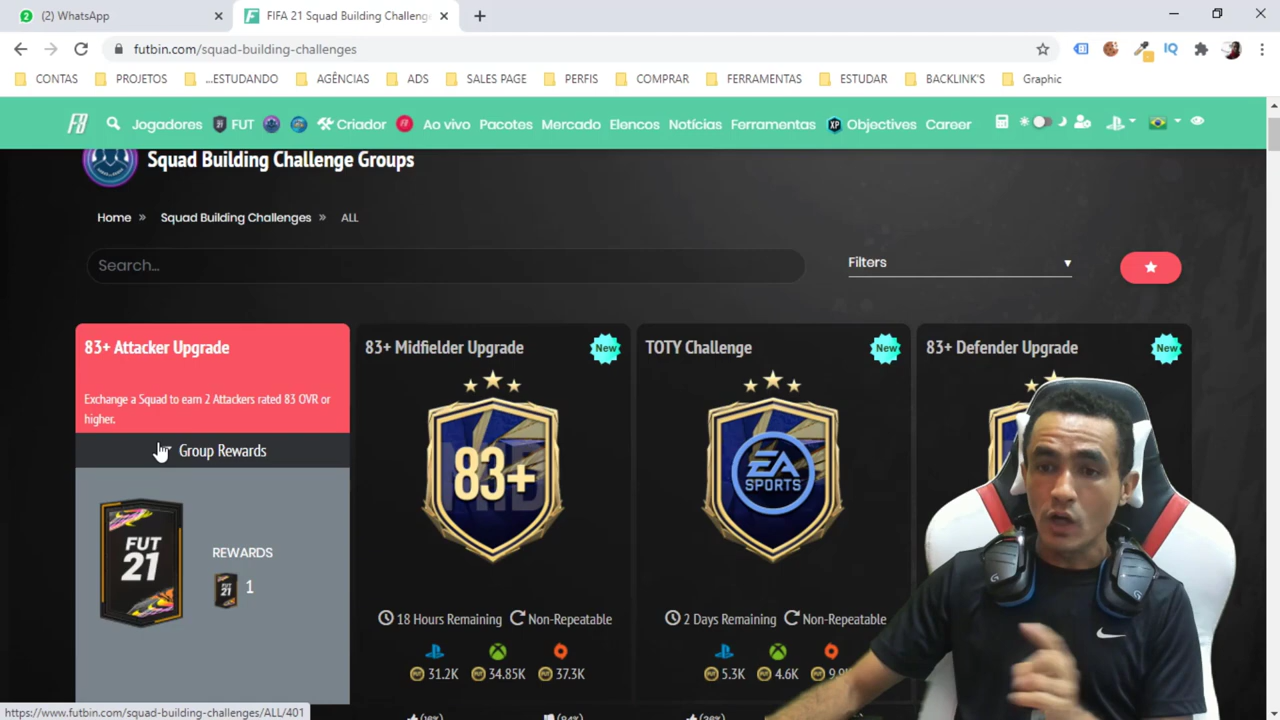 (2) WhatsApp
FIFA 21 Squad Building Challeng
futbin.com/squad-building-challenges
CONTAS PROJETOS ...ESTUDANDO AGÊNCIAS ADS SALES PAGE PERFIS COMPRAR FERRAMENTAS ESTUDAR BACKLINK'S Graphic
Jogadores FUT Criador Ao vivo Pacotes Mercado Elencos Notícias Ferramentas XP Objectives Career
Squad Building Challenge Groups
Home » Squad Building Challenges » ALL
Search...
Filters
83+ Attacker Upgrade
Exchange a Squad to earn 2 Attackers rated 83 OVR or
higher.
Group Rewards
FUT
21
REWARDS
1
83+ Midfielder Upgrade
New
83+
18 Hours Remaining Non-Repeatable
31.2K 34.85K 37.3K
TOTY Challenge
New
EA
SPORTS
2 Days Remaining Non-Repeatable
5.3K 4.6K
83+ Defender Upgrade
New
https://www.futbin.com/squad-building-challenges/ALL/401